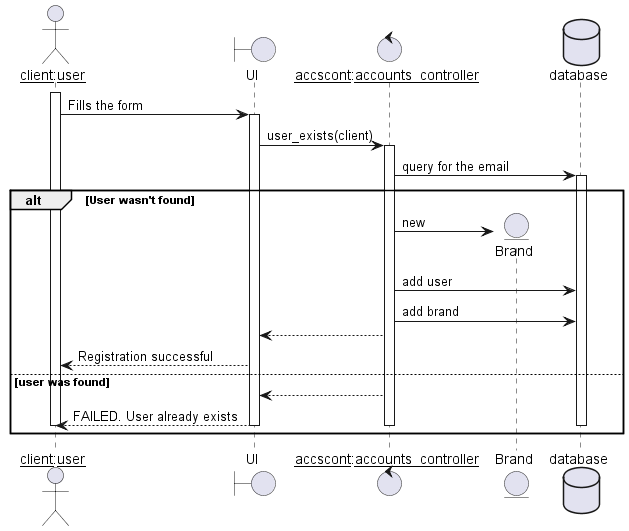 client:user
UI
accscont:accounts_controller
database
Fills the form
user_exists(client)
query for the email
alt
[User wasn't found]
new
Brand
add user
add brand
Registration successful
[user was found]
FAILED. User already exists
client:user
UI
accscont:accounts_controller
Brand
database